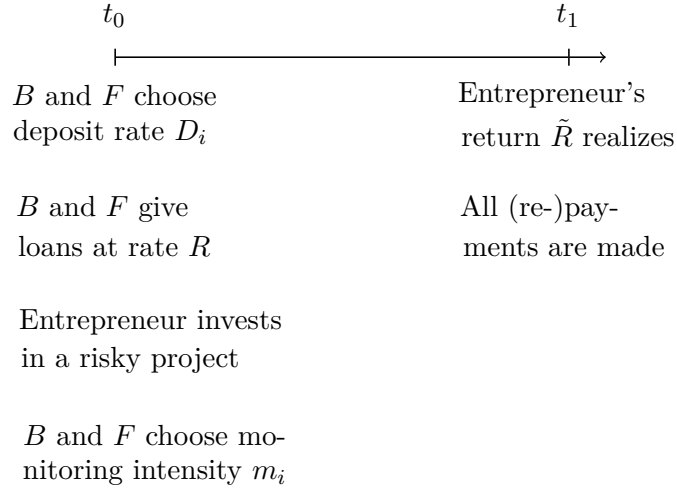 t₀ t₁
B and F choose
deposit rate Dᵢ
B and F give
loans at rate R
Entrepreneur invests
in a risky project
B and F choose mo-
nitoring intensity mᵢ
Entrepreneur's
return R̃ realizes
All (re-)pay-
ments are made